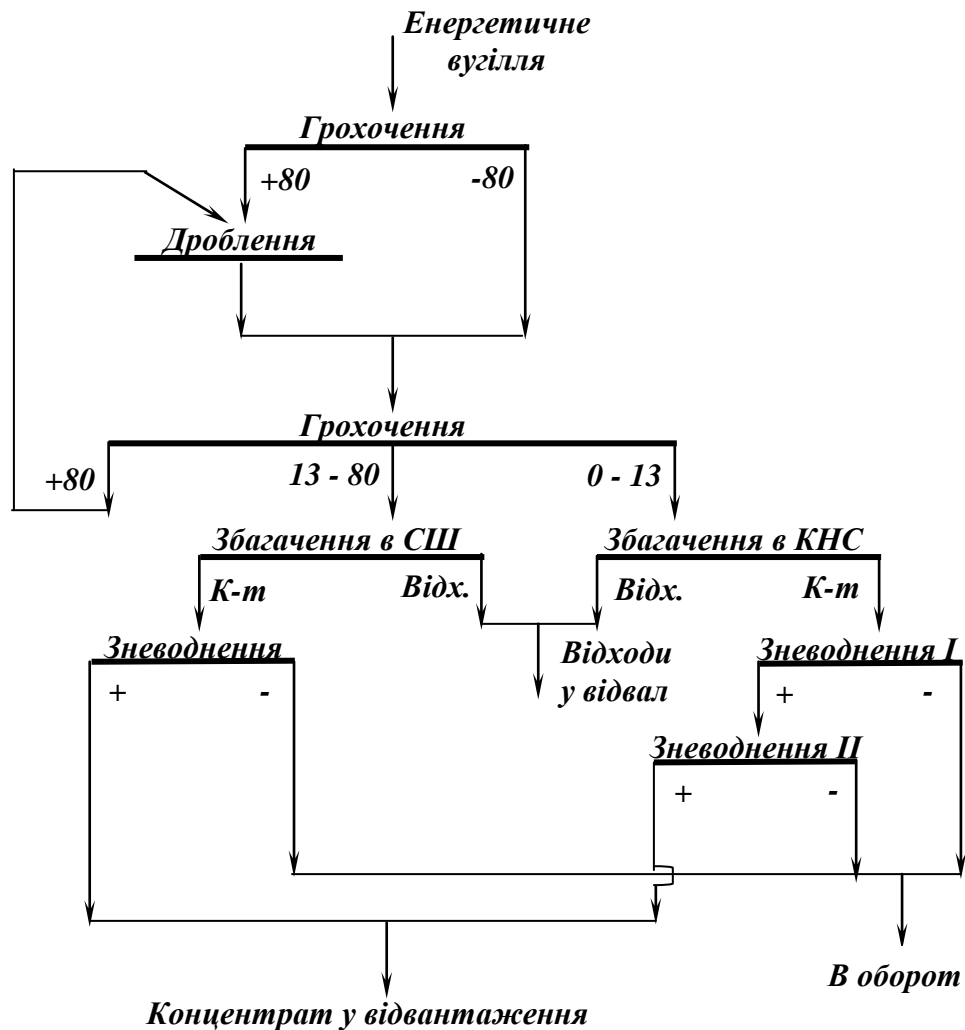 Енергетичне
вугілля
Грохочення
+80 -80
Дроблення
Грохочення
+80 13 - 80 0 - 13
Збагачення в СШ Збагачення в КНС
К-т Відх. Відх. К-т
Зневоднення Відходи Зневоднення I
+ - у відвал + -
Зневоднення II
+ -
В оборот
Концентрат у відвантаження